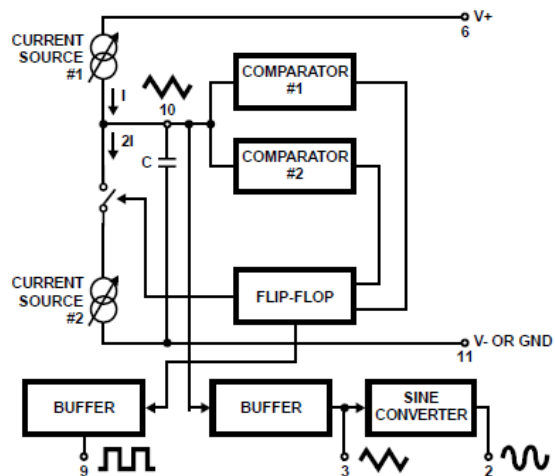 V+
6
CURRENT
SOURCE
#1
I
10
COMPARATOR
#1
2I
C
COMPARATOR
#2
CURRENT
SOURCE
#2
FLIP-FLOP
V- OR GND
11
BUFFER
BUFFER
SINE
CONVERTER
9
3
2